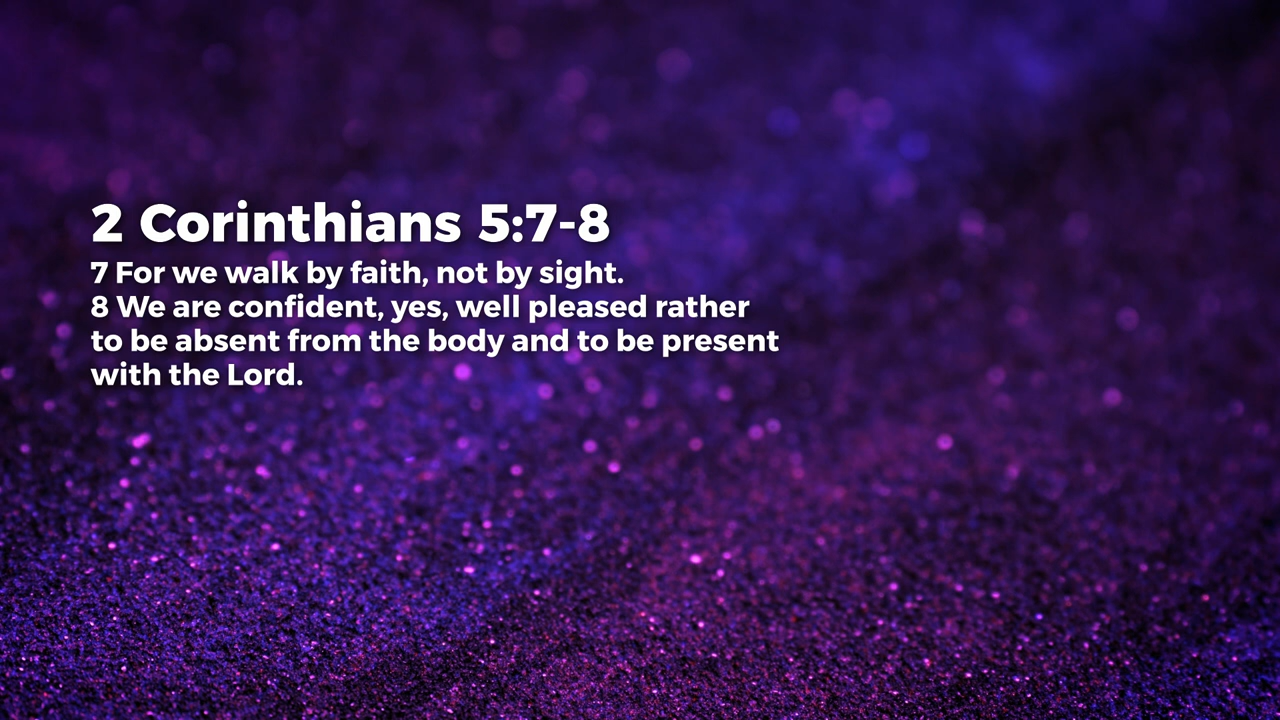 2 Corinthians 5:7-8
7 For we walk by faith, not by sight.
8 We are confident, yes, well pleased rather
to be absent from the body and to be present
with the Lord.